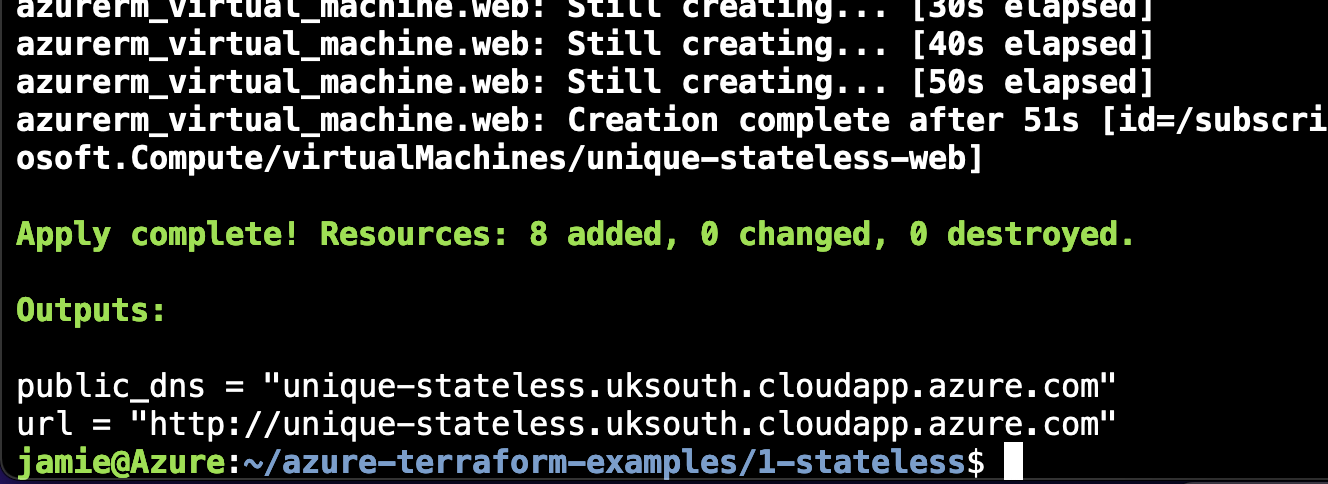 azurerm_virtual_machine.web: Still creating... [30s elapsed]
azurerm_virtual_machine.web: Still creating... [40s elapsed]
azurerm_virtual_machine.web: Still creating... [50s elapsed]
azurerm_virtual_machine.web: Creation complete after 51s [id=/subscri
osoft.Compute/virtualMachines/unique-stateless-web]
Apply complete! Resources: 8 added, 0 changed, 0 destroyed.
Outputs:
public_dns = "unique-stateless.uksouth.cloudapp.azure.com"
url = "http://unique-stateless.uksouth.cloudapp.azure.com"
jamie@Azure:~/azure-terraform-examples/1-stateless$